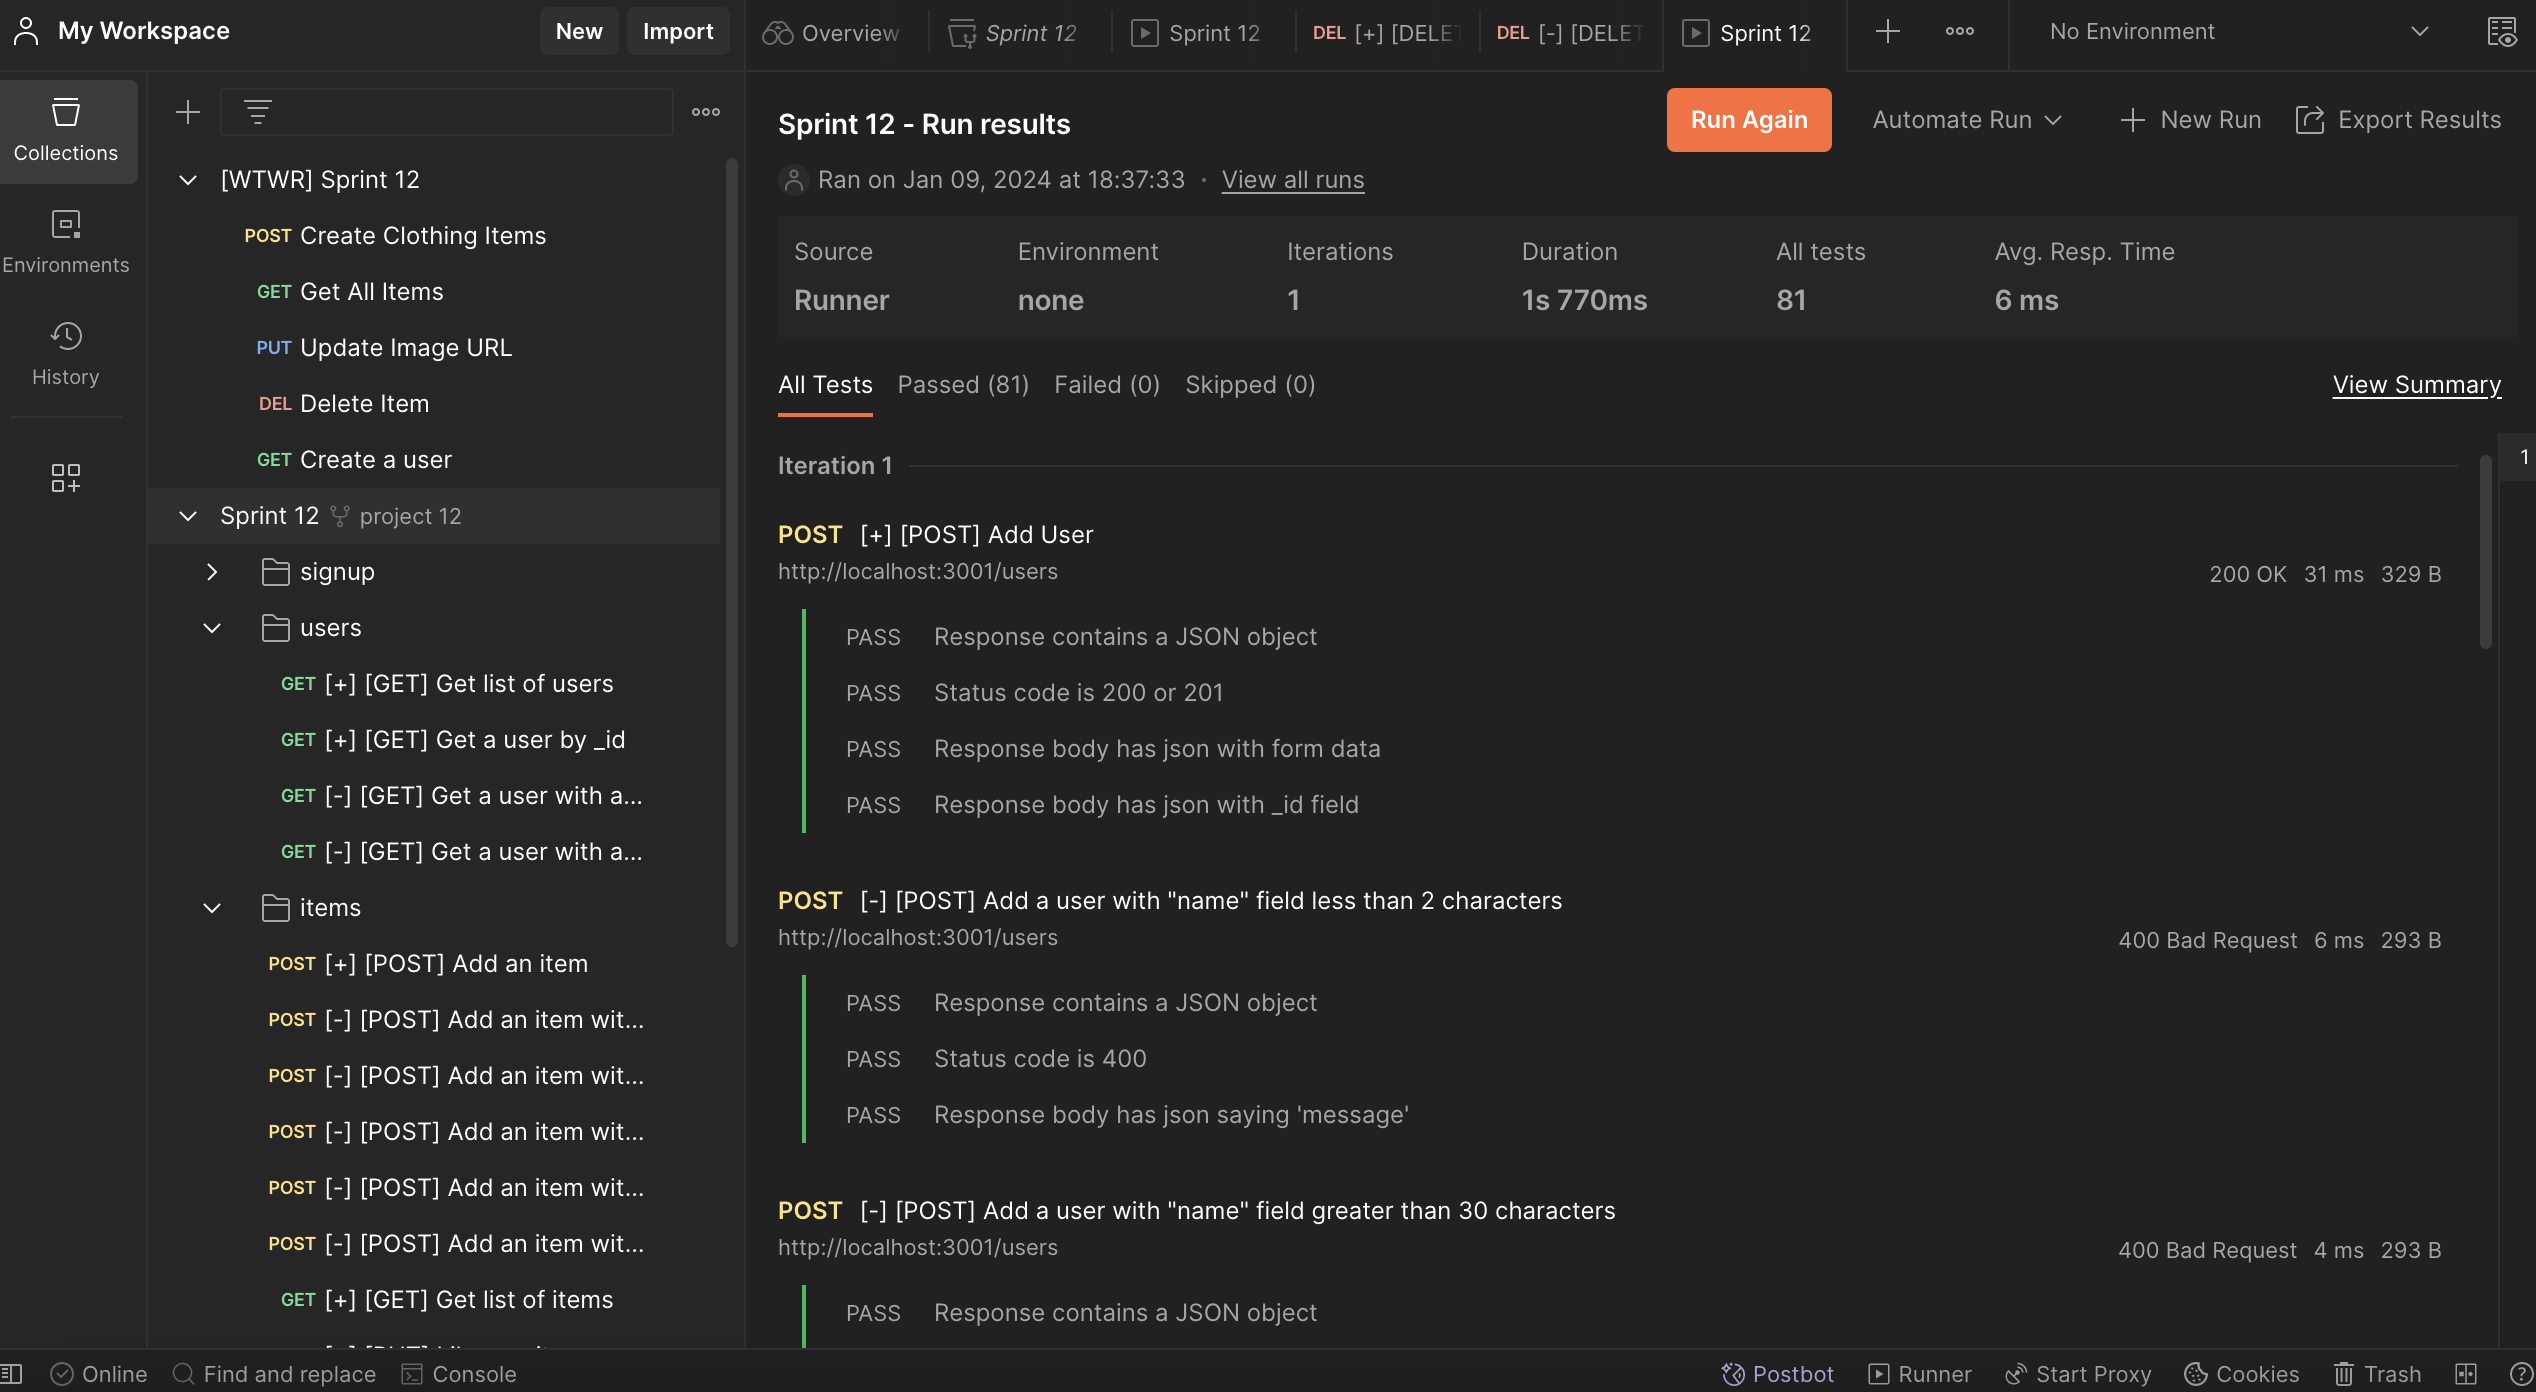 My Workspace
New
Import
Overview
Sprint 12
Sprint 12
DEL [+] [DELET
DEL [-] [DELET
Sprint 12
No Environment
Collections
Environments
History
[WTWR] Sprint 12
POST Create Clothing Items
GET Get All Items
PUT Update Image URL
DEL Delete Item
GET Create a user
Sprint 12 project 12
signup
users
GET [+] [GET] Get list of users
GET [+] [GET] Get a user by _id
GET [-] [GET] Get a user with a...
GET [-] [GET] Get a user with a...
items
POST [+] [POST] Add an item
POST [-] [POST] Add an item wit...
POST [-] [POST] Add an item wit...
POST [-] [POST] Add an item wit...
POST [-] [POST] Add an item wit...
POST [-] [POST] Add an item wit...
GET [+] [GET] Get list of items
Sprint 12 - Run results
Run Again
Automate Run
New Run
Export Results
Ran on Jan 09, 2024 at 18:37:33 · View all runs
Source Environment Iterations Duration All tests Avg. Resp. Time
Runner none 1 1s 770ms 81 6 ms
All Tests Passed (81) Failed (0) Skipped (0) View Summary
Iteration 1
1
POST [+] [POST] Add User
http://localhost:3001/users
200 OK 31 ms 329 B
PASS Response contains a JSON object
PASS Status code is 200 or 201
PASS Response body has json with form data
PASS Response body has json with _id field
POST [-] [POST] Add a user with "name" field less than 2 characters
http://localhost:3001/users
400 Bad Request 6 ms 293 B
PASS Response contains a JSON object
PASS Status code is 400
PASS Response body has json saying 'message'
POST [-] [POST] Add a user with "name" field greater than 30 characters
http://localhost:3001/users
400 Bad Request 4 ms 293 B
PASS Response contains a JSON object
Online
Find and replace
Console
Postbot
Runner
Start Proxy
Cookies
Trash